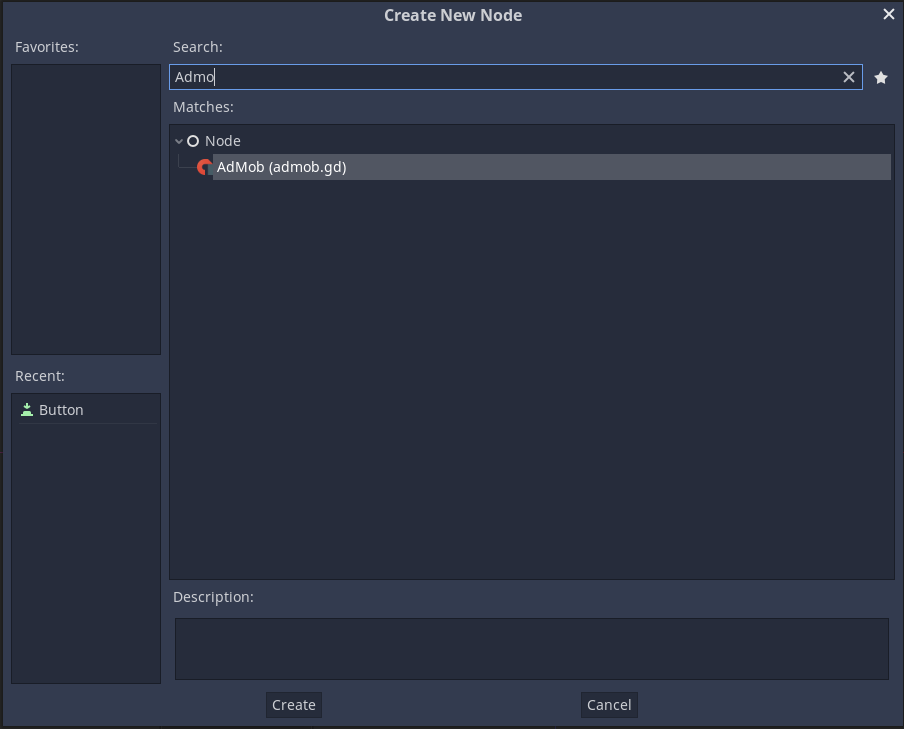 Create New Node
Favorites:
Search:
Admo
Matches:
Node
AdMob (admob.gd)
Recent:
Button
Description:
Create
Cancel